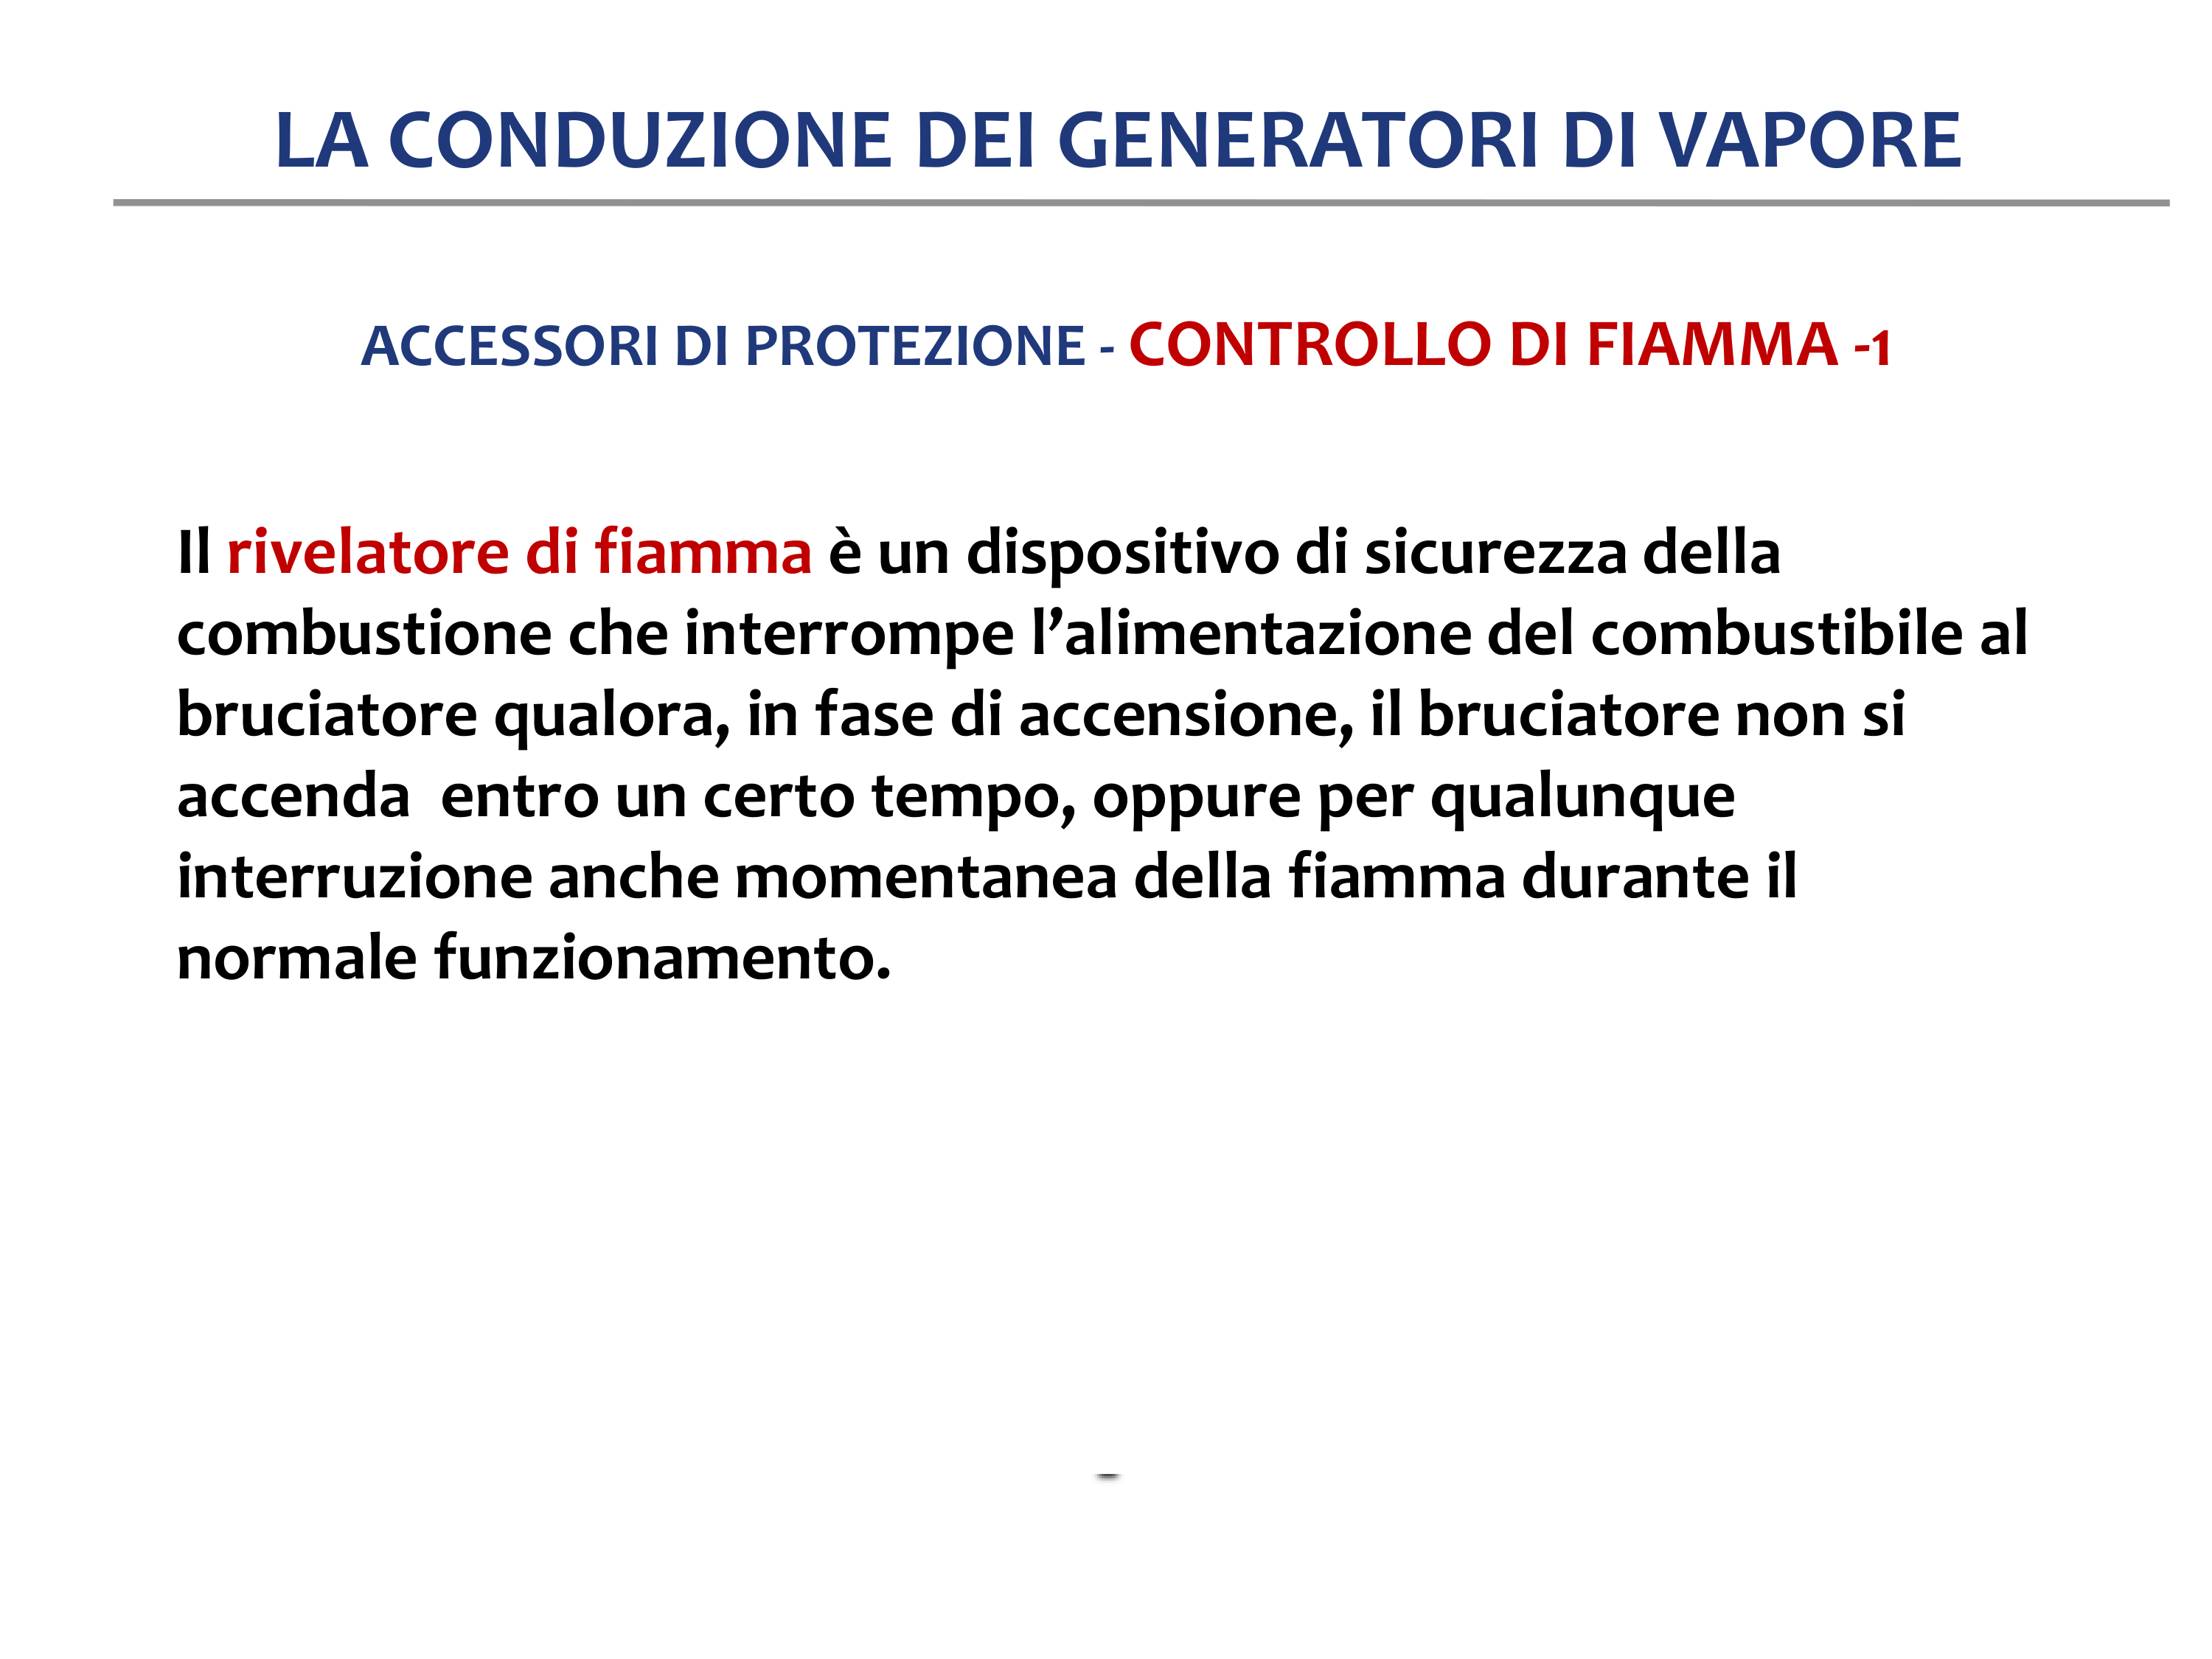 LA CONDUZIONE DEI GENERATORI DI VAPORE
ACCESSORI DI PROTEZIONE - CONTROLLO DI FIAMMA -1
Il rivelatore di fiamma è un dispositivo di sicurezza della
combustione che interrompe l’alimentazione del combustibile al
bruciatore qualora, in fase di accensione, il bruciatore non si
accenda  entro un certo tempo, oppure per qualunque
interruzione anche momentanea della fiamma durante il
normale funzionamento.